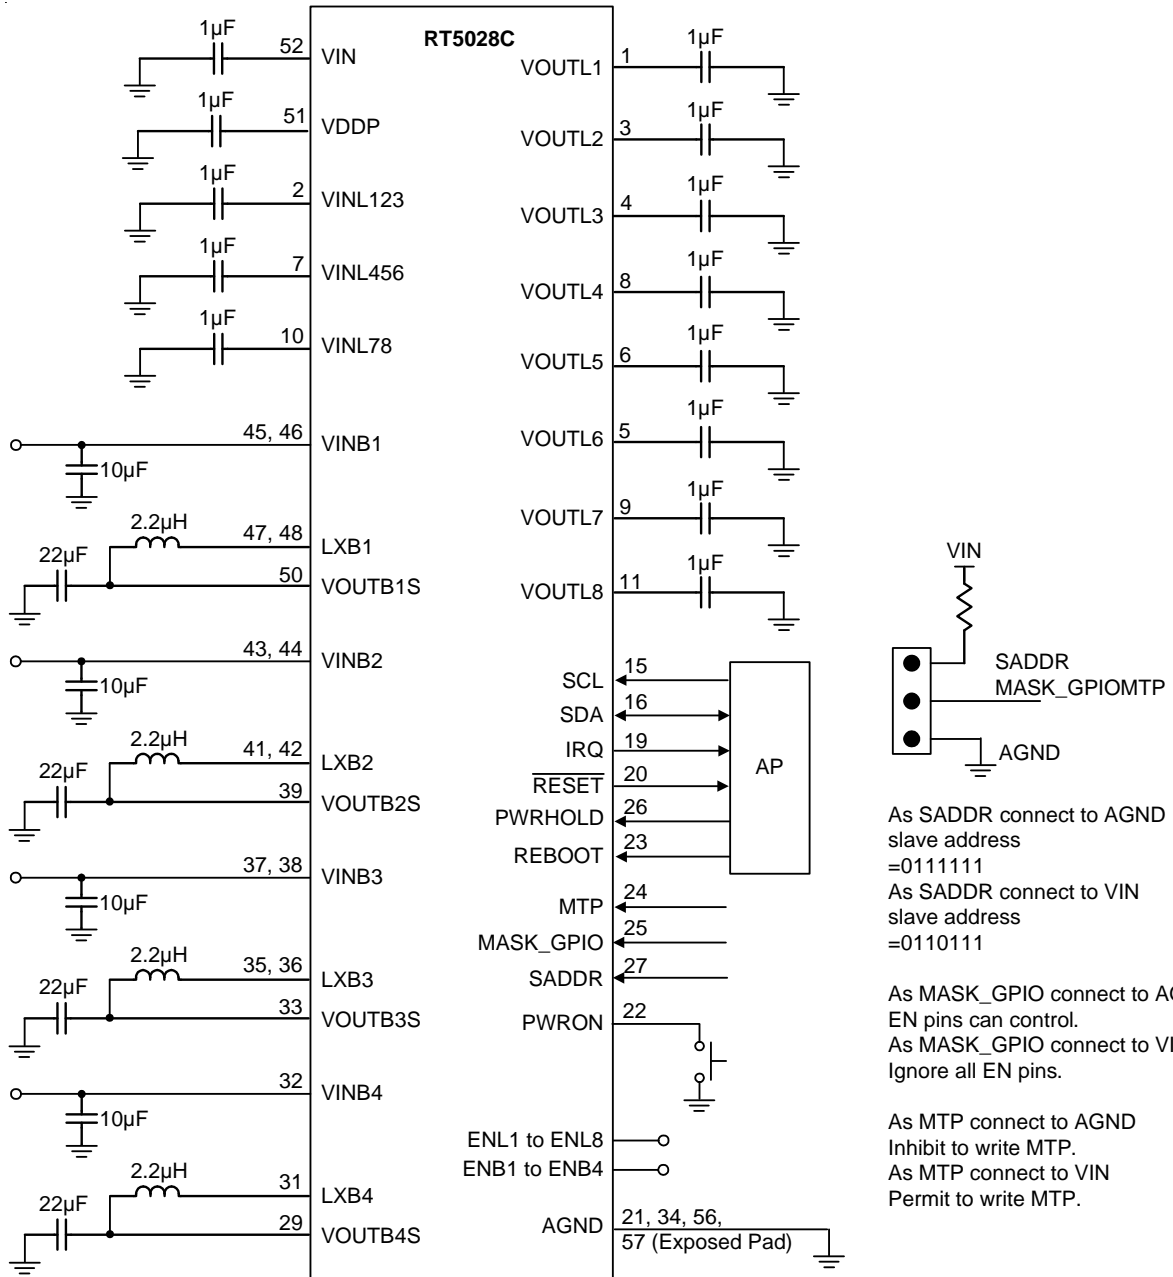 RT5028C
1µF
52
VIN
1µF
51
VDDP
1µF
2
VINL123
1µF
7
VINL456
1µF
10
VINL78
45, 46
VINB1
10µF
2.2µH
47, 48
LXB1
22µF
50
VOUTB1S
43, 44
VINB2
10µF
2.2µH
41, 42
LXB2
22µF
39
VOUTB2S
37, 38
VINB3
10µF
2.2µH
35, 36
LXB3
22µF
33
VOUTB3S
32
VINB4
10µF
2.2µH
31
LXB4
22µF
29
VOUTB4S
1µF
VOUTL1
1
1µF
VOUTL2
3
1µF
VOUTL3
4
1µF
VOUTL4
8
1µF
VOUTL5
6
1µF
VOUTL6
5
1µF
VOUTL7
9
1µF
VOUTL8
11
SCL
15
SDA
16
IRQ
19
RESET
20
PWRHOLD
26
REBOOT
23
AP
MTP
24
MASK_GPIO
25
SADDR
27
PWRON
22
ENL1 to ENL8
ENB1 to ENB4
AGND
21, 34, 56,
57 (Exposed Pad)
VIN
SADDR
MASK_GPIOMTP
AGND
As SADDR connect to AGND
slave address
=0111111
As SADDR connect to VIN
slave address
=0110111
As MASK_GPIO connect to
EN pins can control.
As MASK_GPIO connect to
Ignore all EN pins.
As MTP connect to AGND
Inhibit to write MTP.
As MTP connect to VIN
Permit to write MTP.